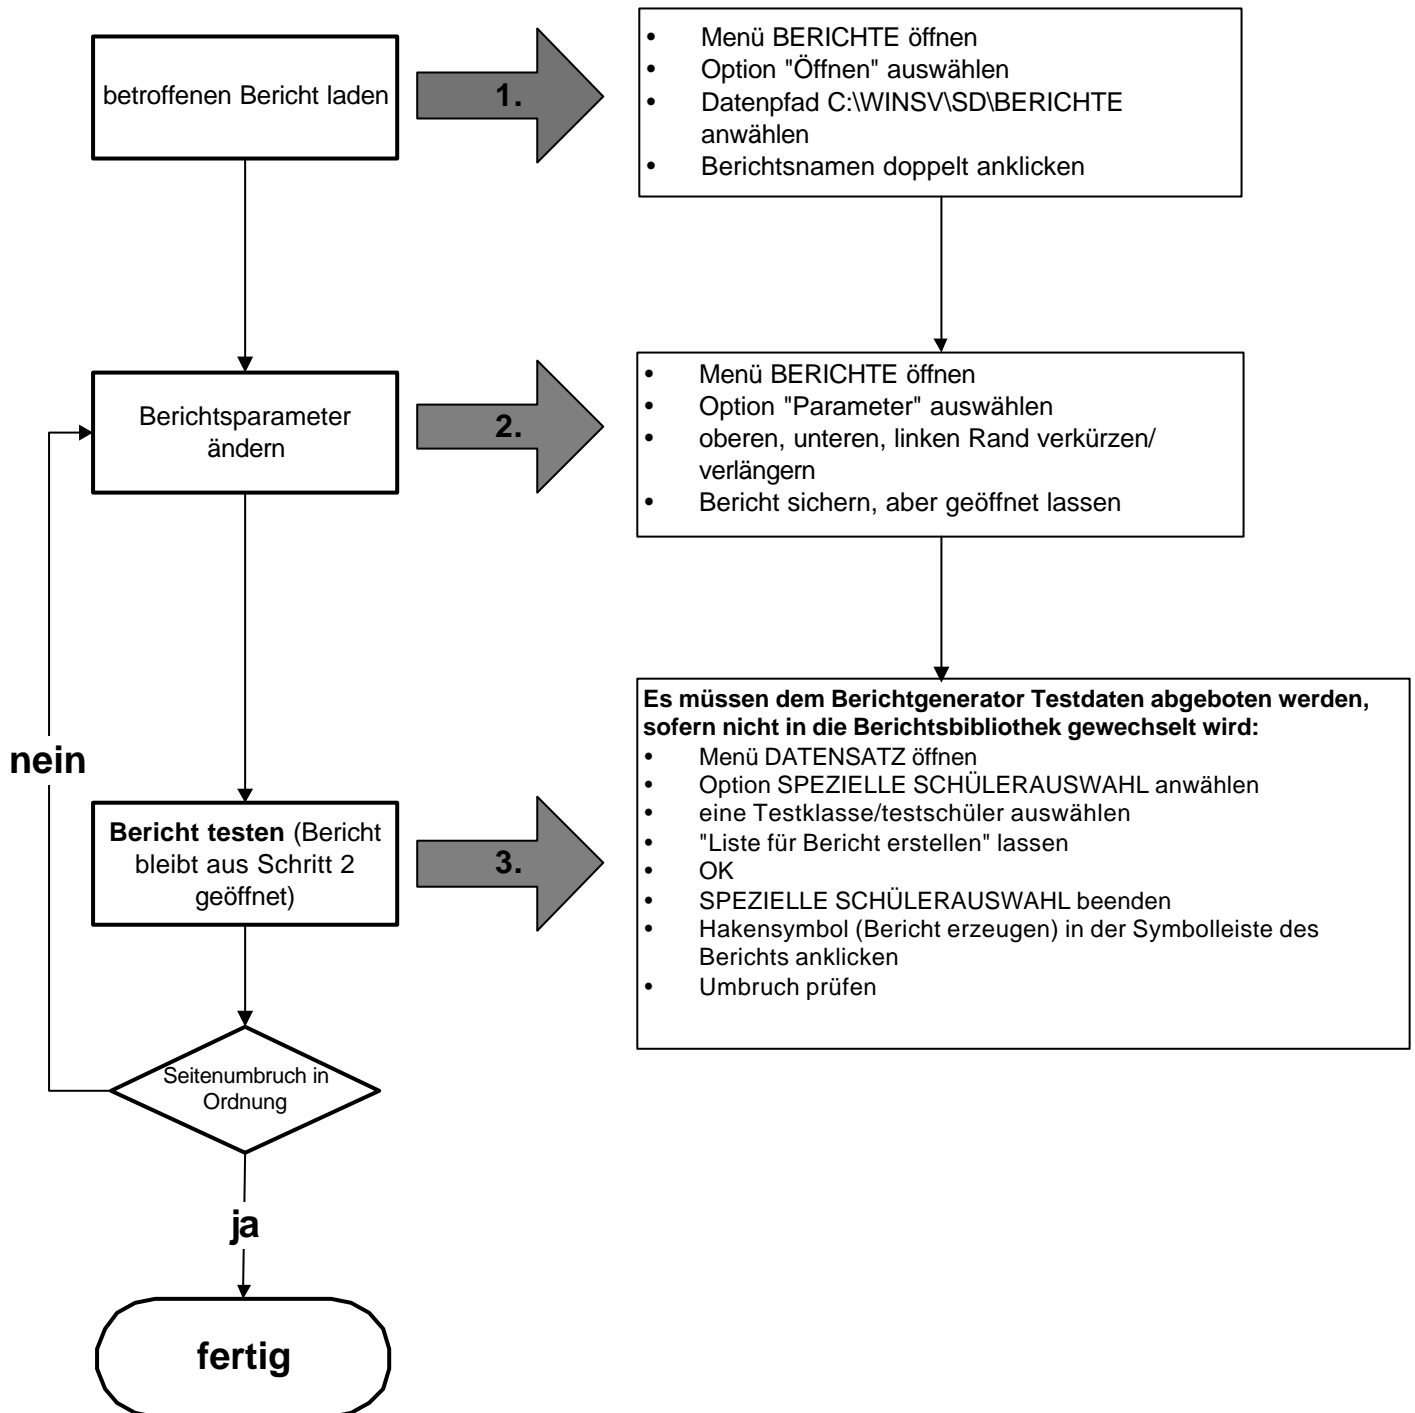 betroffenen Bericht laden
1.
• Menü BERICHTE öffnen
• Option "Öffnen" auswählen
• Datenpfad C:\WINSV\SD\BERICHTE
anwählen
• Berichtsnamen doppelt anklicken
Berichtsparameter
ändern
2.
• Menü BERICHTE öffnen
• Option "Parameter" auswählen
• oberen, unteren, linken Rand verkürzen/
verlängern
• Bericht sichern, aber geöffnet lassen
nein
Bericht testen (Bericht
bleibt aus Schritt 2
geöffnet)
3.
Es müssen dem Berichtgenerator Testdaten abgeboten werden,
sofern nicht in die Berichtsbibliothek gewechselt wird:
• Menü DATENSATZ öffnen
• Option SPEZIELLE SCHÜLERAUSWAHL anwählen
• eine Testklasse/testschüler auswählen
• "Liste für Bericht erstellen" lassen
• OK
• SPEZIELLE SCHÜLERAUSWAHL beenden
• Hakensymbol (Bericht erzeugen) in der Symbolleiste des
Berichts anklicken
• Umbruch prüfen
Seitenumbruch in
Ordnung
ja
fertig